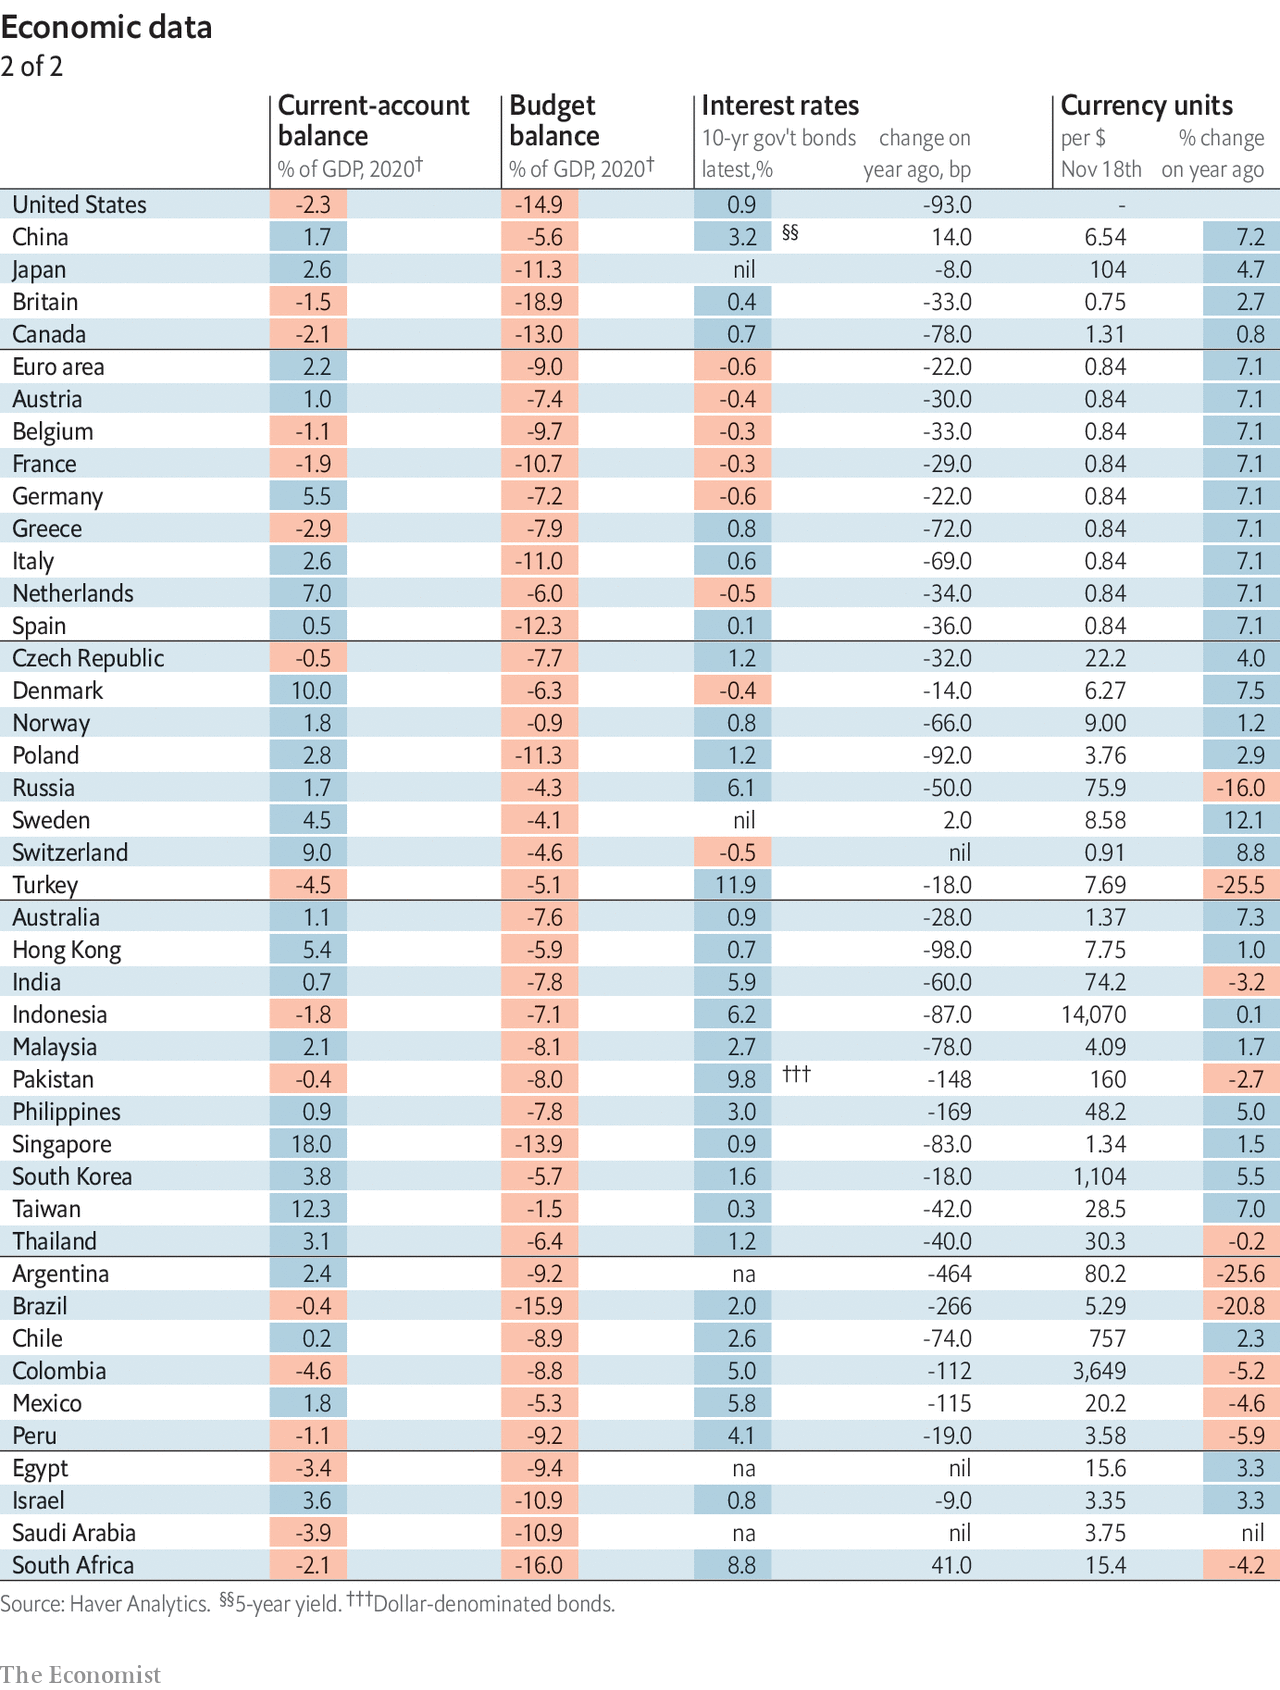 Economic data
2 of 2
Current-account balance % of GDP, 2020† Budget balance % of GDP, 2020† Interest rates 10-yr gov't bonds latest,% change on year ago, bp Currency units per $ Nov 18th % change on year ago
United States -2.3 -14.9 0.9 -93.0 -
China 1.7 -5.6 3.2 §§ 14.0 6.54 7.2
Japan 2.6 -11.3 nil -8.0 104 4.7
Britain -1.5 -18.9 0.4 -33.0 0.75 2.7
Canada -2.1 -13.0 0.7 -78.0 1.31 0.8
Euro area 2.2 -9.0 -0.6 -22.0 0.84 7.1
Austria 1.0 -7.4 -0.4 -30.0 0.84 7.1
Belgium -1.1 -9.7 -0.3 -33.0 0.84 7.1
France -1.9 -10.7 -0.3 -29.0 0.84 7.1
Germany 5.5 -7.2 -0.6 -22.0 0.84 7.1
Greece -2.9 -7.9 0.8 -72.0 0.84 7.1
Italy 2.6 -11.0 0.6 -69.0 0.84 7.1
Netherlands 7.0 -6.0 -0.5 -34.0 0.84 7.1
Spain 0.5 -12.3 0.1 -36.0 0.84 7.1
Czech Republic -0.5 -7.7 1.2 -32.0 22.2 4.0
Denmark 10.0 -6.3 -0.4 -14.0 6.27 7.5
Norway 1.8 -0.9 0.8 -66.0 9.00 1.2
Poland 2.8 -11.3 1.2 -92.0 3.76 2.9
Russia 1.7 -4.3 6.1 -50.0 75.9 -16.0
Sweden 4.5 -4.1 nil 2.0 8.58 12.1
Switzerland 9.0 -4.6 -0.5 nil 0.91 8.8
Turkey -4.5 -5.1 11.9 -18.0 7.69 -25.5
Australia 1.1 -7.6 0.9 -28.0 1.37 7.3
Hong Kong 5.4 -5.9 0.7 -98.0 7.75 1.0
India 0.7 -7.8 5.9 -60.0 74.2 -3.2
Indonesia -1.8 -7.1 6.2 -87.0 14,070 0.1
Malaysia 2.1 -8.1 2.7 -78.0 4.09 1.7
Pakistan -0.4 -8.0 9.8 ††† -148 160 -2.7
Philippines 0.9 -7.8 3.0 -169 48.2 5.0
Singapore 18.0 -13.9 0.9 -83.0 1.34 1.5
South Korea 3.8 -5.7 1.6 -18.0 1,104 5.5
Taiwan 12.3 -1.5 0.3 -42.0 28.5 7.0
Thailand 3.1 -6.4 1.2 -40.0 30.3 -0.2
Argentina 2.4 -9.2 na -464 80.2 -25.6
Brazil -0.4 -15.9 2.0 -266 5.29 -20.8
Chile 0.2 -8.9 2.6 -74.0 757 2.3
Colombia -4.6 -8.8 5.0 -112 3,649 -5.2
Mexico 1.8 -5.3 5.8 -115 20.2 -4.6
Peru -1.1 -9.2 4.1 -19.0 3.58 -5.9
Egypt -3.4 -9.4 na nil 15.6 3.3
Israel 3.6 -10.9 0.8 -9.0 3.35 3.3
Saudi Arabia -3.9 -10.9 na nil 3.75 nil
South Africa -2.1 -16.0 8.8 41.0 15.4 -4.2
Source: Haver Analytics. §§5-year yield. †††Dollar-denominated bonds.
The Economist